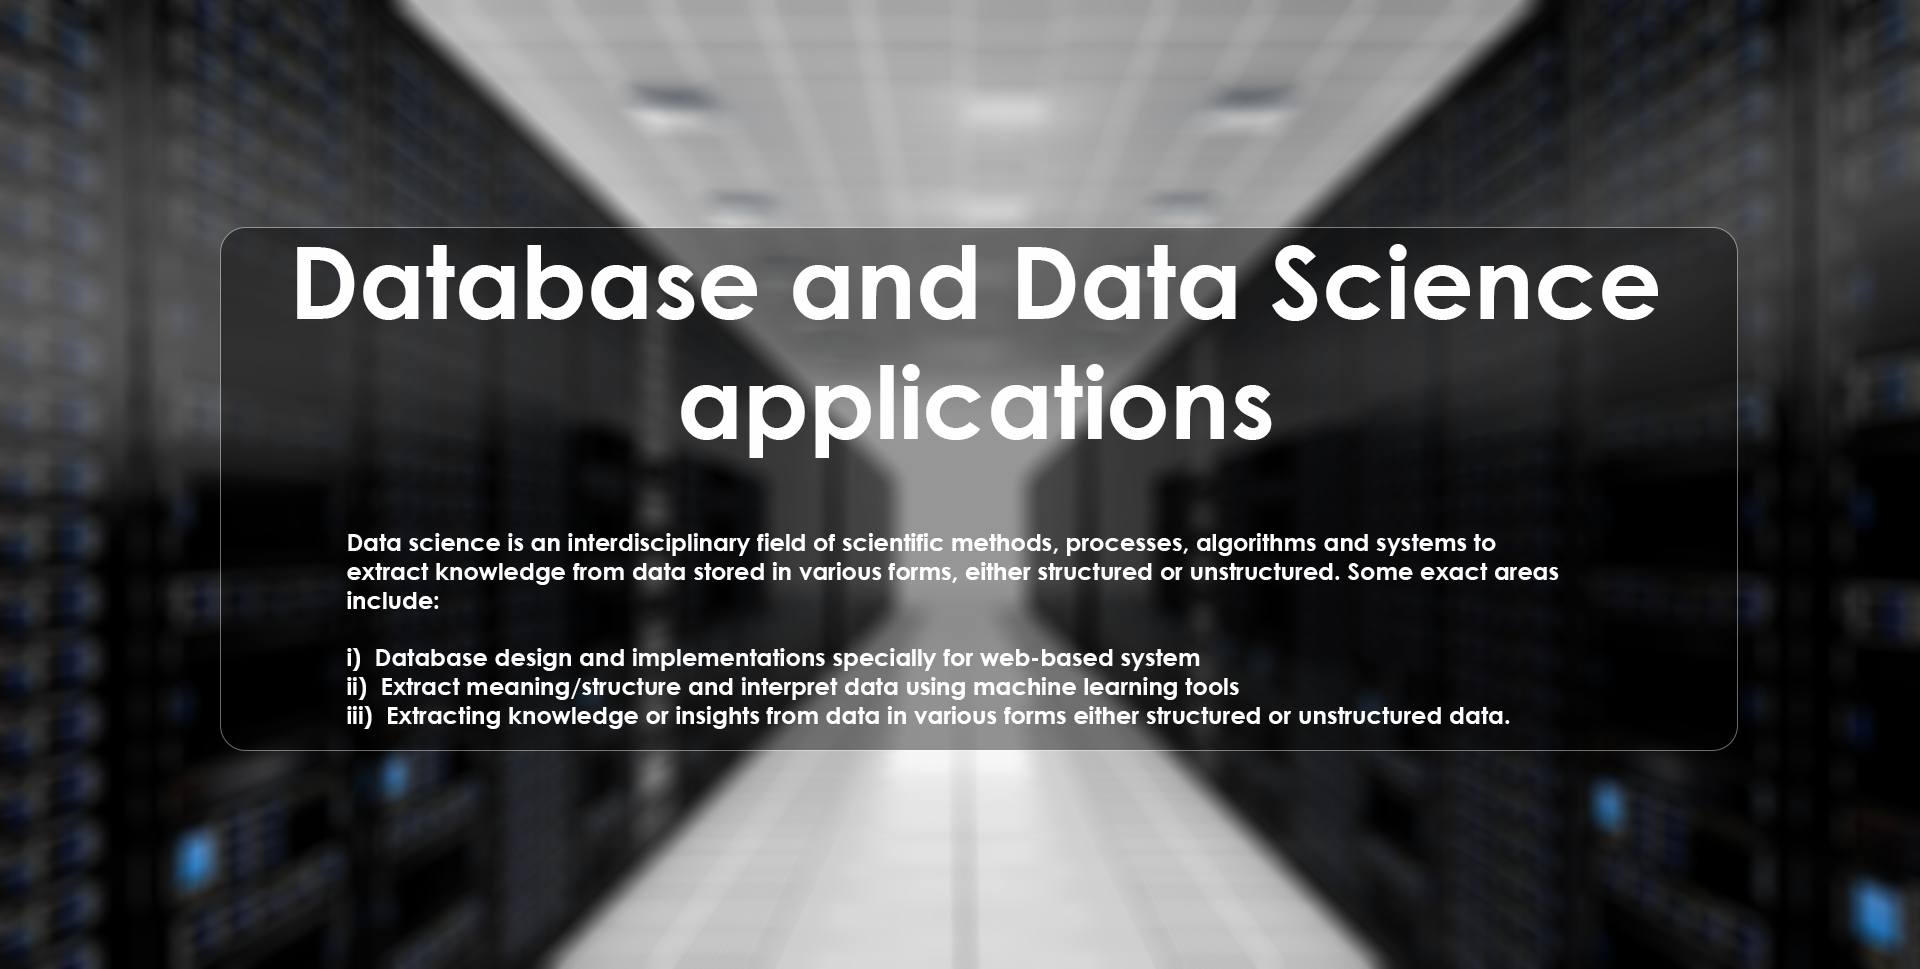 Database and Data Science
applications
Data science is an interdisciplinary field of scientific methods, processes, algorithms and systems to
extract knowledge from data stored in various forms, either structured or unstructured. Some exact areas
include:
i) Database design and implementations specially for web-based system
ii) Extract meaning/structure and interpret data using machine learning tools
iii) Extracting knowledge or insights from data in various forms either structured or unstructured data.